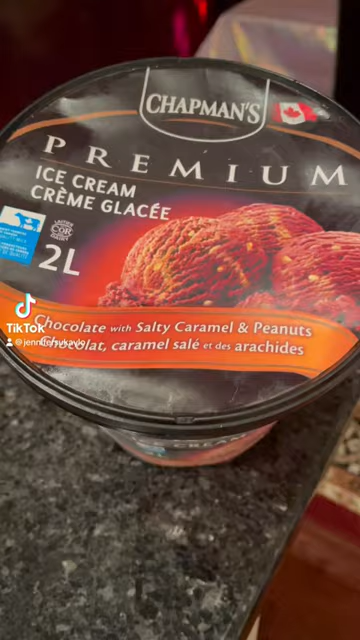 CHAPMAN'S
PREMIUM
ICE CREAM
CRÈME GLACÉE
COR
2L
Chocolate with Salty Caramel & Peanuts
Chocolat, caramel salé et des arachides
TikTok